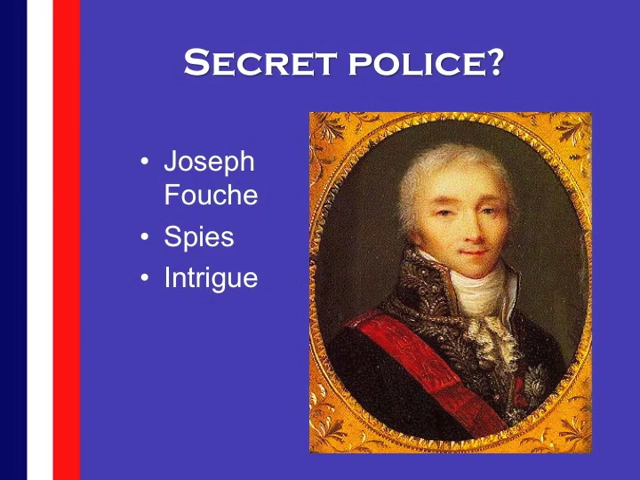 SECRET POLICE?
• Joseph
Fouche
• Spies
• Intrigue